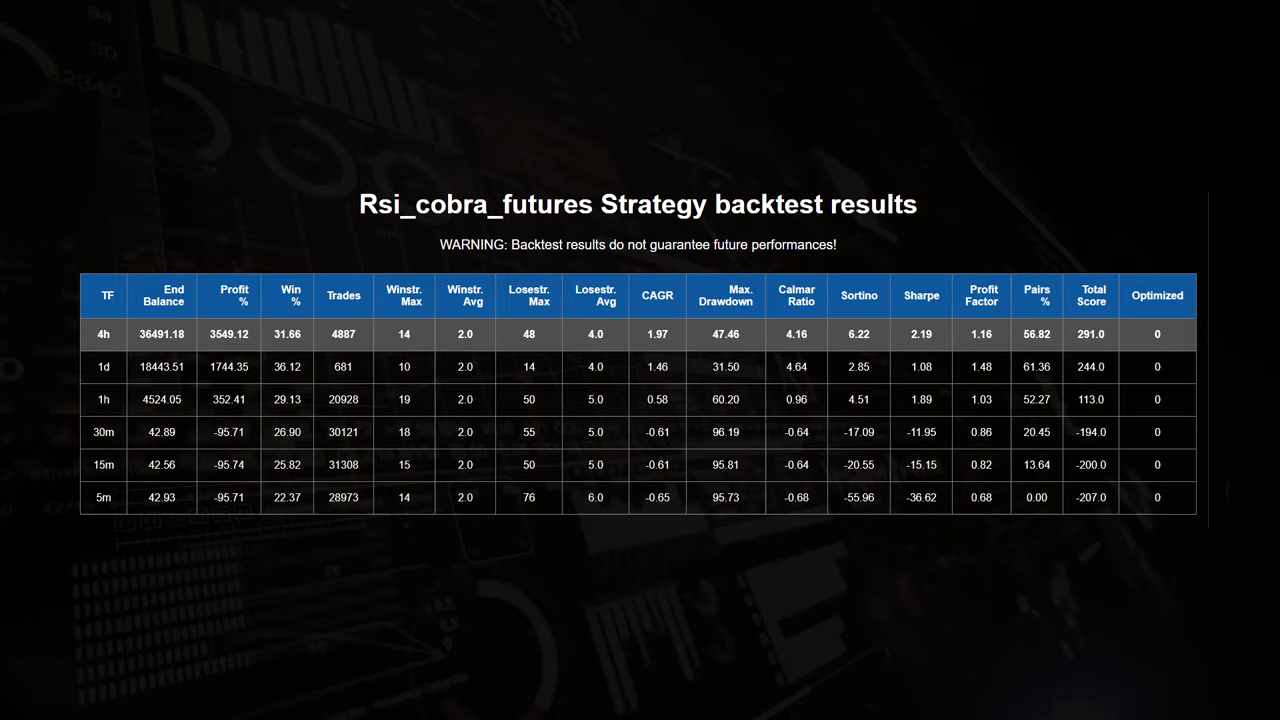 94
30
62340
Rsi_cobra_futures Strategy backtest results
WARNING: Backtest results do not guarantee future performances!
TF End Balance Profit % Win % Trades Winstr. Max Winstr. Avg Losestr. Max Losestr. Avg CAGR Max. Drawdown Calmar Ratio Sortino Sharpe Profit Factor Pairs % Total Score Optimized
4h 36491.18 3549.12 31.66 4887 14 2.0 48 4.0 1.97 47.46 4.16 6.22 2.19 1.16 56.82 291.0 0
1d 18443.51 1744.35 36.12 681 10 2.0 14 4.0 1.46 31.50 4.64 2.85 1.08 1.48 61.36 244.0 0
1h 4524.05 352.41 29.13 20928 19 2.0 50 5.0 0.58 60.20 0.96 4.51 1.89 1.03 52.27 113.0 0
30m 42.89 -95.71 26.90 30121 18 2.0 55 5.0 -0.61 96.19 -0.64 -17.09 -11.95 0.86 20.45 -194.0 0
15m 42.56 -95.74 25.82 31308 15 2.0 50 5.0 -0.61 95.81 -0.64 -20.55 -15.15 0.82 13.64 -200.0 0
5m 42.93 -95.71 22.37 28973 14 2.0 76 6.0 -0.65 95.73 -0.68 -55.96 -36.62 0.68 0.00 -207.0 0